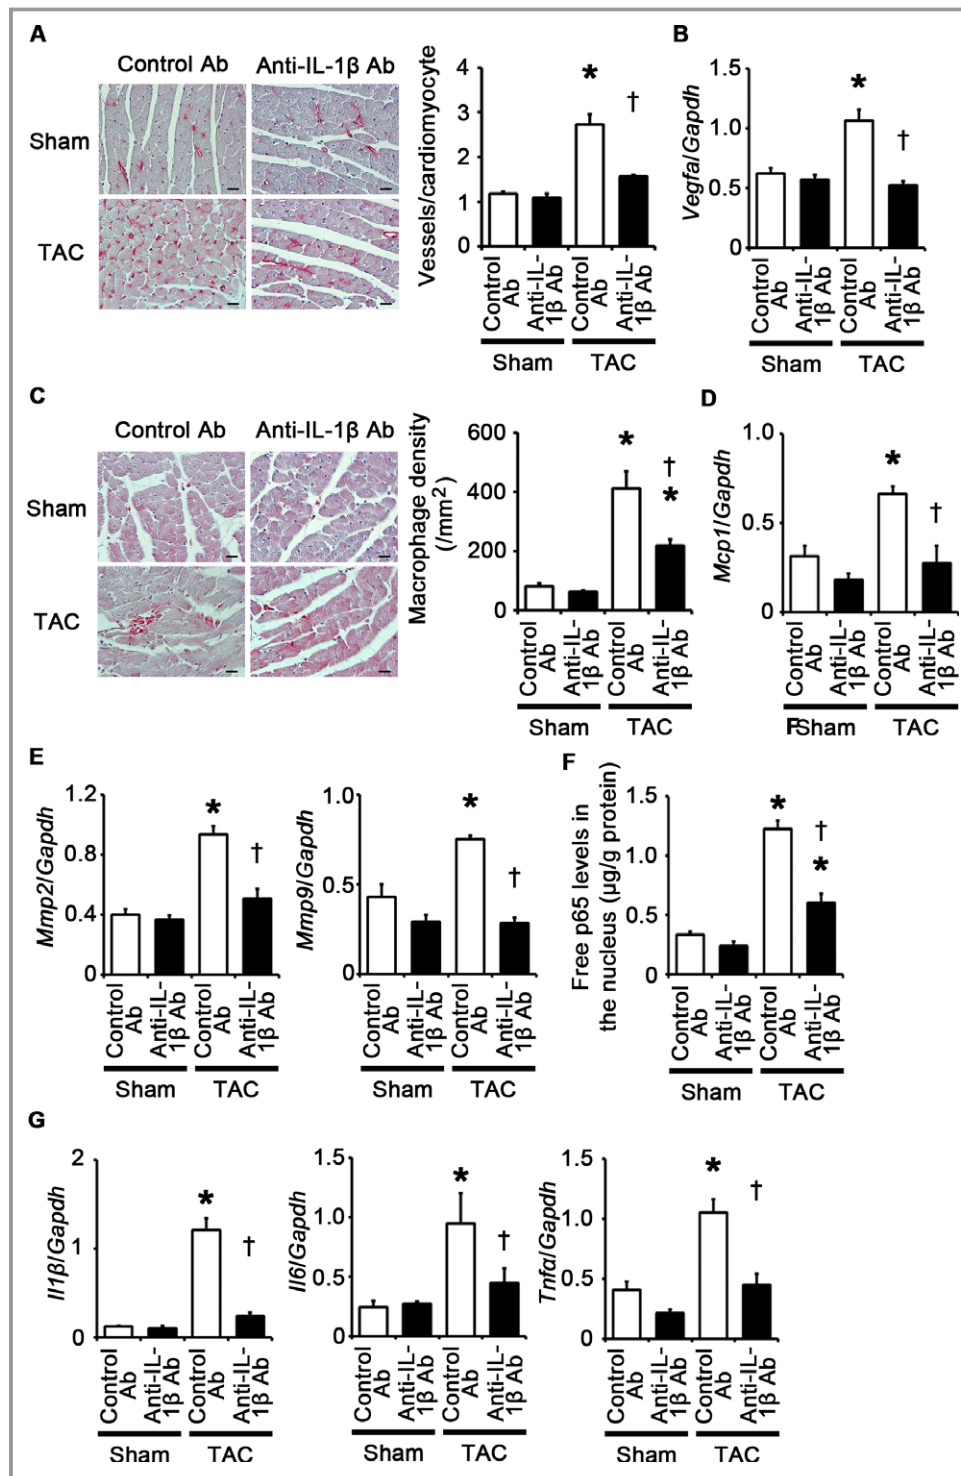 A
Control Ab Anti-IL-1β Ab
Sham
TAC
Vessels/cardiomyocyte
4
3
2
1
0
*
†
Control Ab
Anti-IL-1β Ab
Control Ab
Anti-IL-1β Ab
Sham TAC
B
Vegfa/Gapdh
1.5
1.0
0.5
0
*
†
Control Ab
Anti-IL-1β Ab
Control Ab
Anti-IL-1β Ab
Sham TAC
C
Control Ab Anti-IL-1β Ab
Sham
TAC
Macrophage density
(/mm2)
600
400
200
0
*
†
*
Control Ab
Anti-IL-1β Ab
Control Ab
Anti-IL-1β Ab
Sham TAC
D
Mcp1/Gapdh
1.0
0.5
0
*
†
Control Ab
Anti-IL-1β Ab
Control Ab
Anti-IL-1β Ab
FSham TAC
E
Mmp2/Gapdh
1.2
0.8
0.4
0
*
†
Control Ab
Anti-IL-1β Ab
Control Ab
Anti-IL-1β Ab
Sham TAC
Mmp9/Gapdh
1.0
0.5
0
*
†
Control Ab
Anti-IL-1β Ab
Control Ab
Anti-IL-1β Ab
Sham TAC
F
Free p65 levels in
the nucleus (µg/g protein)
1.5
1.0
0.5
0
*
†
*
Control Ab
Anti-IL-1β Ab
Control Ab
Anti-IL-1β Ab
Sham TAC
G
Il1β/Gapdh
2
1
0
*
†
Control Ab
Anti-IL-1β Ab
Control Ab
Anti-IL-1β Ab
Sham TAC
Il6/Gapdh
1.5
1.0
0.5
0
*
†
Control Ab
Anti-IL-1β Ab
Control Ab
Anti-IL-1β Ab
Sham TAC
Tnfα/Gapdh
1.5
1.0
0.5
0
*
†
Control Ab
Anti-IL-1β Ab
Control Ab
Anti-IL-1β Ab
Sham TAC